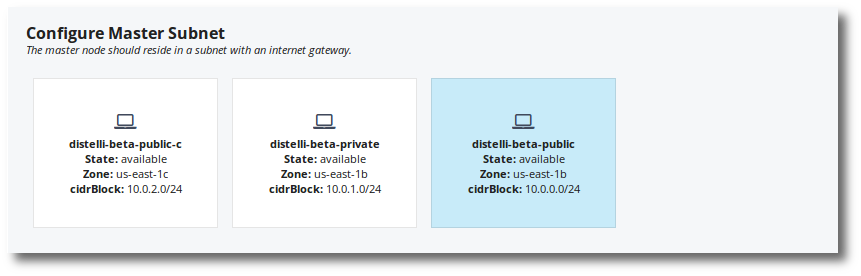 Configure Master Subnet
The master node should reside in a subnet with an internet gateway.
distelli-beta-public-c
State: available
Zone: us-east-1c
cidrBlock: 10.0.2.0/24
distelli-beta-private
State: available
Zone: us-east-1b
cidrBlock: 10.0.1.0/24
distelli-beta-public
State: available
Zone: us-east-1b
cidrBlock: 10.0.0.0/24